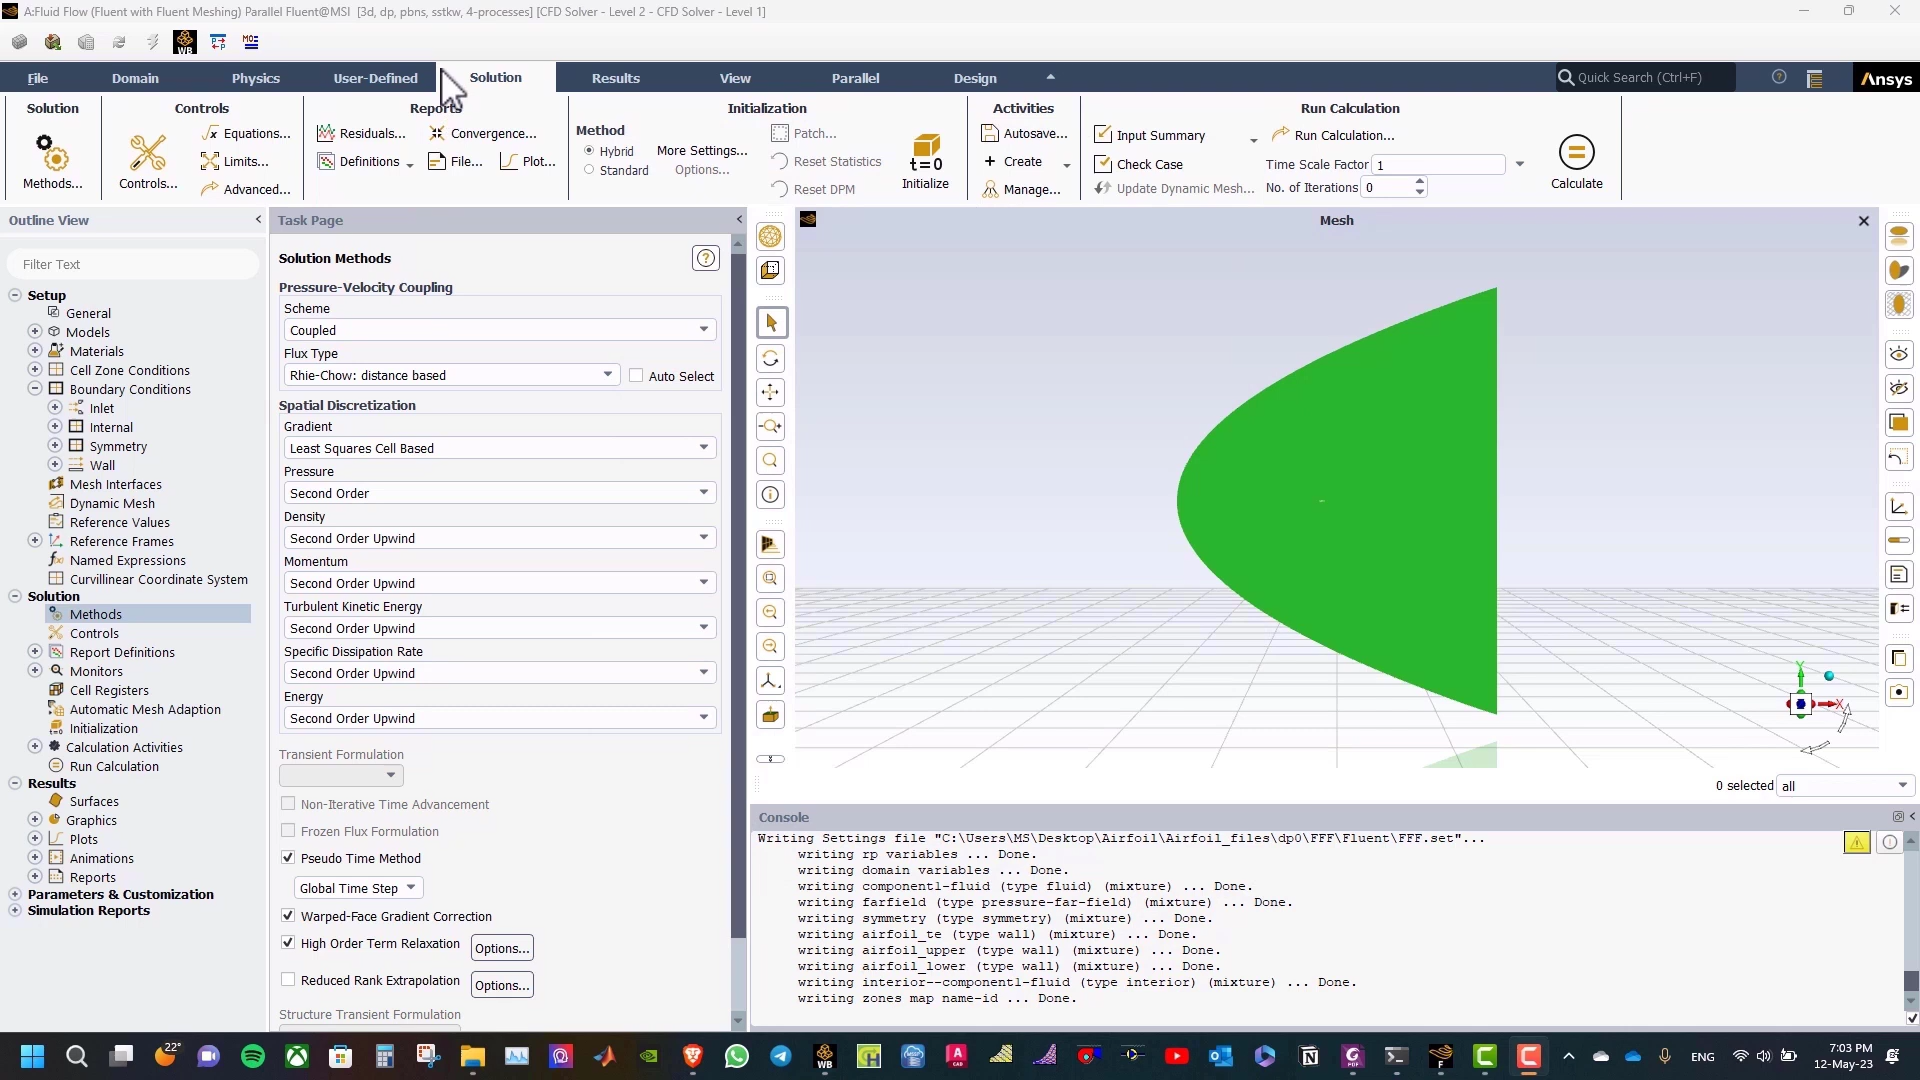 A:Fluid Flow (Fluent with Fluent Meshing) Parallel Fluent@MSI [3d, dp, pbns, sstkw, 4-processes] [CFD Solver - Level 2 - CFD Solver - Level 1]
WB
File Domain Physics User-Defined Solution Results View Parallel Design Quick Search (Ctrl+F) Ansys
Solution
Methods...
Controls
Controls...
Equations...
Limits...
Advanced...
Reports
Residuals... Convergence...
Definitions File... Plot...
Initialization
Method
Hybrid
Standard
More Settings...
Options...
Patch...
Reset Statistics
Reset DPM
t=0
Initialize
Activities
Autosave...
Create
Manage...
Run Calculation
Input Summary Run Calculation...
Check Case Time Scale Factor 1
Update Dynamic Mesh... No. of Iterations 0
Calculate
Outline View
Filter Text
Setup
General
Models
Materials
Cell Zone Conditions
Boundary Conditions
Inlet
Internal
Symmetry
Wall
Mesh Interfaces
Dynamic Mesh
Reference Values
Reference Frames
Named Expressions
Curvillinear Coordinate System
Solution
Methods
Controls
Report Definitions
Monitors
Cell Registers
Automatic Mesh Adaption
Initialization
Calculation Activities
Run Calculation
Results
Surfaces
Graphics
Plots
Animations
Reports
Parameters & Customization
Simulation Reports
Task Page
Solution Methods
Pressure-Velocity Coupling
Scheme
Coupled
Flux Type
Rhie-Chow: distance based Auto Select
Spatial Discretization
Gradient
Least Squares Cell Based
Pressure
Second Order
Density
Second Order Upwind
Momentum
Second Order Upwind
Turbulent Kinetic Energy
Second Order Upwind
Specific Dissipation Rate
Second Order Upwind
Energy
Second Order Upwind
Transient Formulation
Non-Iterative Time Advancement
Frozen Flux Formulation
Pseudo Time Method
Global Time Step
Warped-Face Gradient Correction
High Order Term Relaxation Options...
Reduced Rank Extrapolation Options...
Structure Transient Formulation
Mesh
Y
X
0 selected all
Console
Writing Settings file "C:\Users\MS\Desktop\Airfoil\Airfoil_files\dp0\FFF\Fluent\FFF.set"...
writing rp variables ... Done.
writing domain variables ... Done.
writing component1-fluid (type fluid) (mixture) ... Done.
writing farfield (type pressure-far-field) (mixture) ... Done.
writing symmetry (type symmetry) (mixture) ... Done.
writing airfoil_te (type wall) (mixture) ... Done.
writing airfoil_upper (type wall) (mixture) ... Done.
writing airfoil_lower (type wall) (mixture) ... Done.
writing interior--component1-fluid (type interior) (mixture) ... Done.
writing zones map name-id ... Done.
22°
WB
ENG
7:03 PM
12-May-23